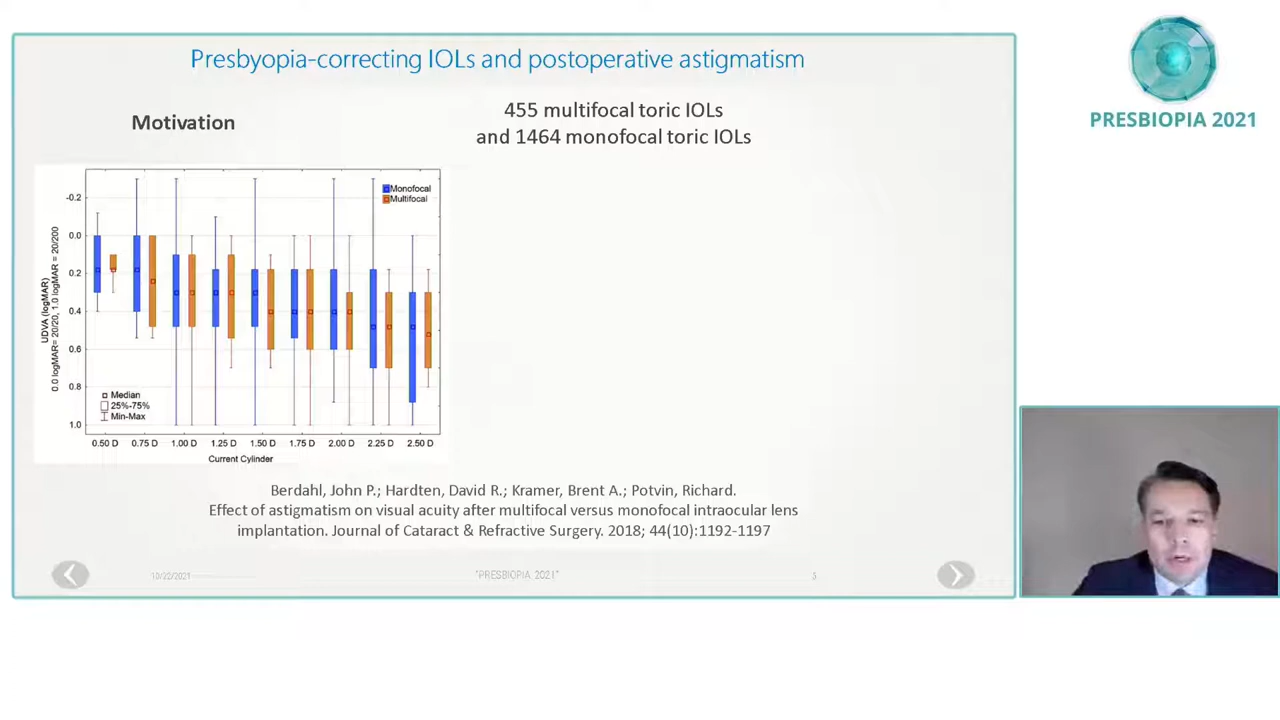 Presbyopia-correcting IOLs and postoperative astigmatism
Motivation
455 multifocal toric IOLs
and 1464 monofocal toric IOLs
Monofocal
Multifocal
-0.2
0.0
0.2
0.4
0.6
0.8
1.0
UDVA (logMAR)
0.0 logMAR= 20/20, 1.0 logMAR = 20/200
Median
25%-75%
Min-Max
0.50 D 0.75 D 1.00 D 1.25 D 1.50 D 1.75 D 2.00 D 2.25 D 2.50 D
Current Cylinder
Berdahl, John P.; Hardten, David R.; Kramer, Brent A.; Potvin, Richard.
Effect of astigmatism on visual acuity after multifocal versus monofocal intraocular lens
implantation. Journal of Cataract & Refractive Surgery. 2018; 44(10):1192-1197
10/22/2021 "PRESBIOPIA 2021"
PRESBIOPIA 2021